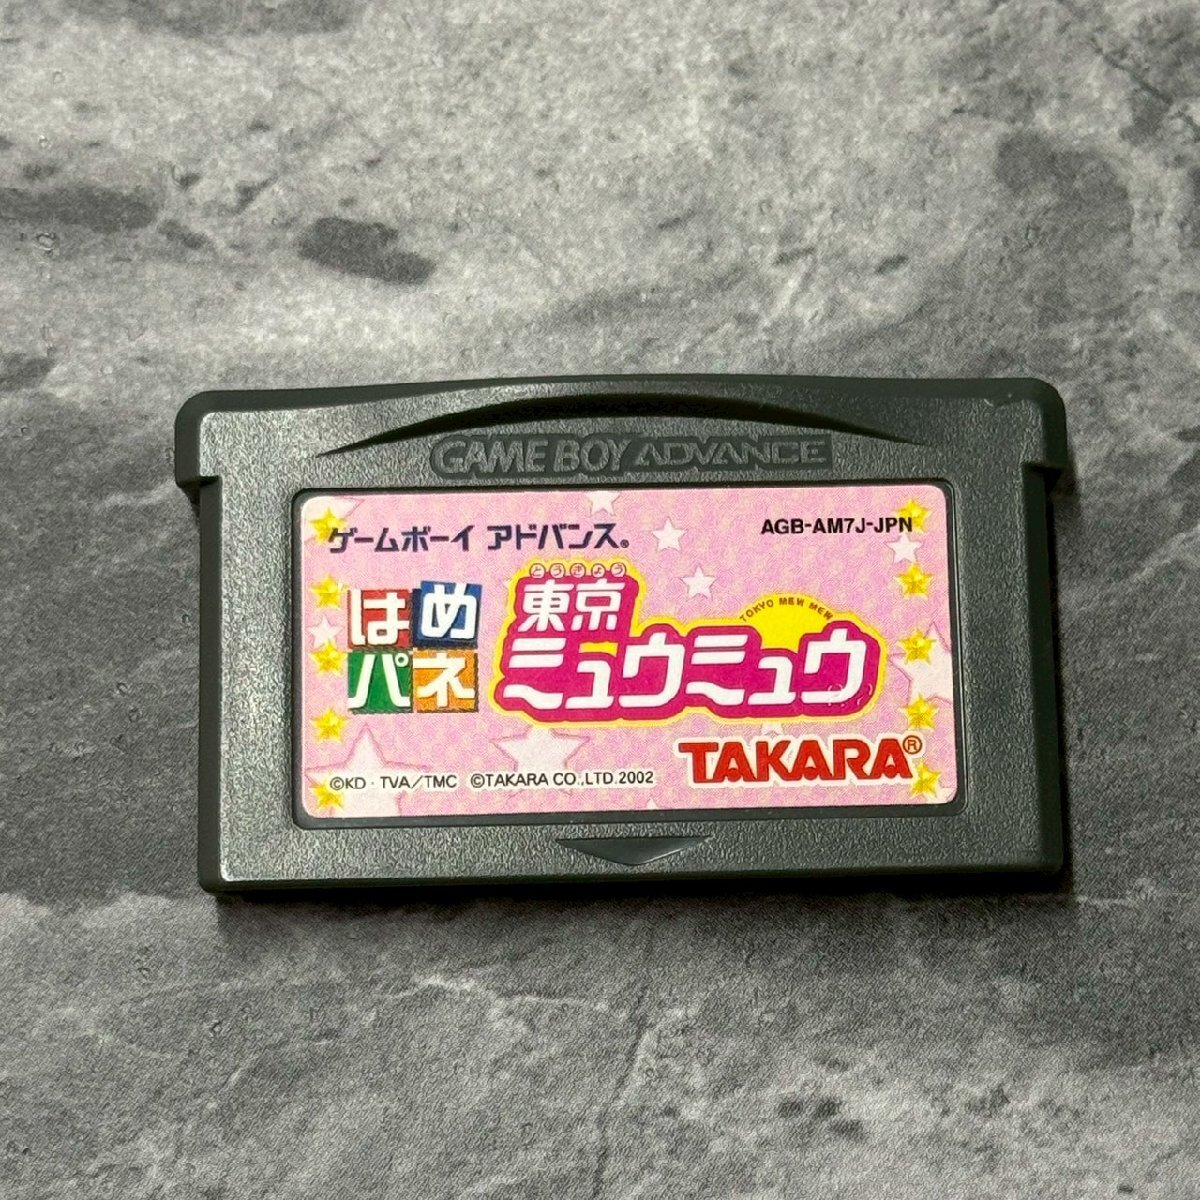 GAME BOY ADVANCE
ゲームボーイ アドバンス®
AGB-AM7J-JPN
はめ
パネ
とうきょう
東京
TOKYO MEW MEW
ミュウミュウ
TAKARA®
©KD・TVA/TMC ©TAKARA CO.,LTD.2002